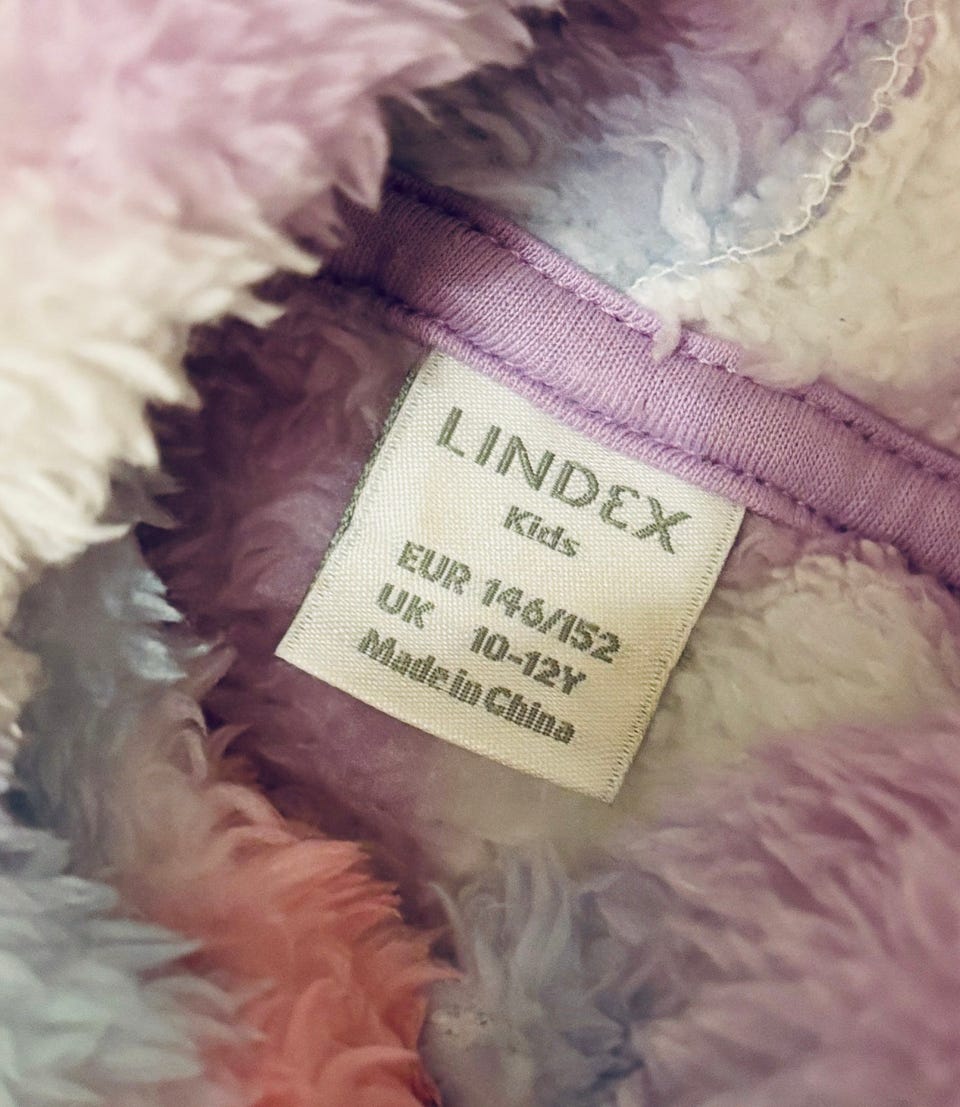 LINDEX
Kids
EUR 146/152
UK 10-12Y
Made in China